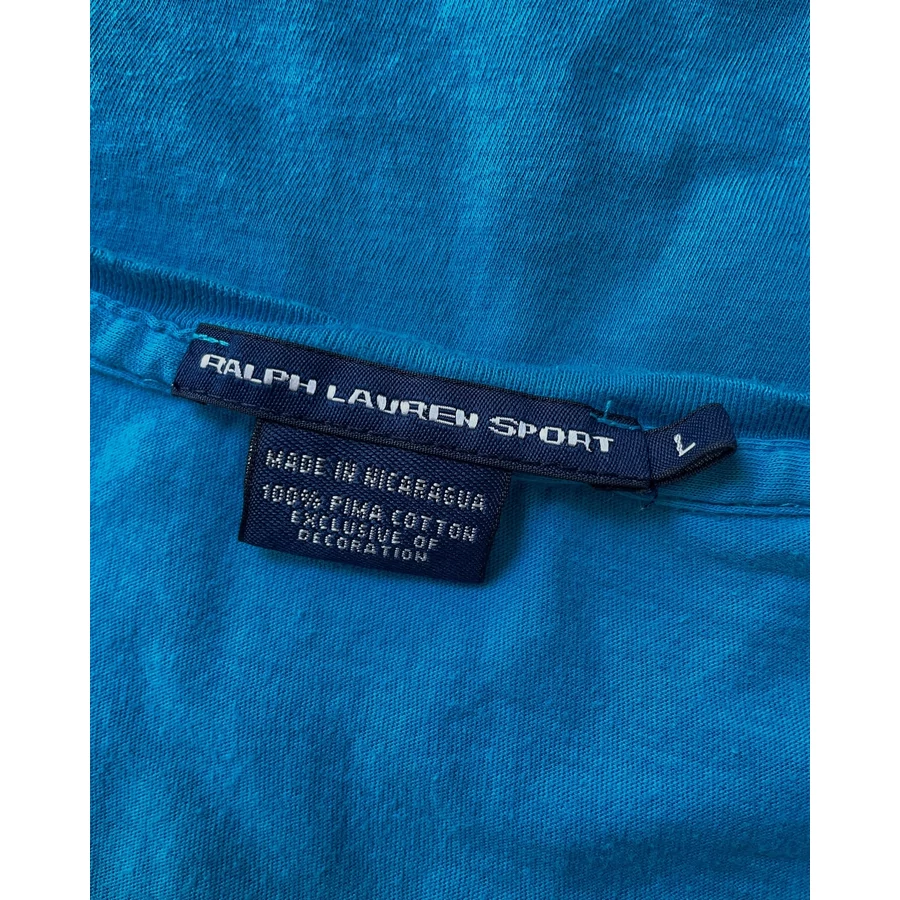 RALPH LAUREN SPORT
L
MADE IN NICARAGUA
100% PIMA COTTON
EXCLUSIVE OF
DECORATION